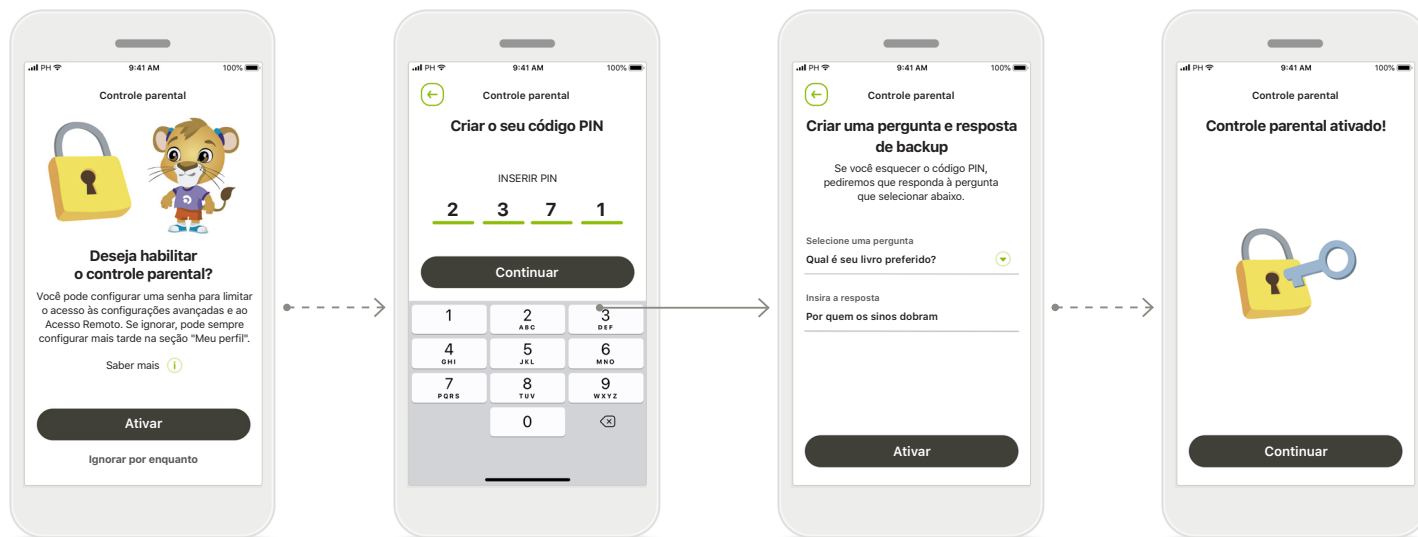 PH
9:41 AM
100%
Controle parental
Deseja habilitar
o controle parental?
Você pode configurar uma senha para limitar
o acesso às configurações avançadas e ao
Acesso Remoto. Se ignorar, pode sempre
configurar mais tarde na seção "Meu perfil".
Saber mais i
Ativar
Ignorar por enquanto
PH
9:41 AM
100%
Controle parental
Criar o seu código PIN
INSERIR PIN
2 3 7 1
Continuar
1 2 3
ABC DEF
4 5 6
GHI JKL MNO
7 8 9
PQRS TUV WXYZ
0
PH
9:41 AM
100%
Controle parental
Criar uma pergunta e resposta
de backup
Se você esquecer o código PIN,
pediremos que responda à pergunta
que selecionar abaixo.
Selecione uma pergunta
Qual é seu livro preferido?
Insira a resposta
Por quem os sinos dobram
Ativar
PH
9:41 AM
100%
Controle parental
Controle parental ativado!
Continuar